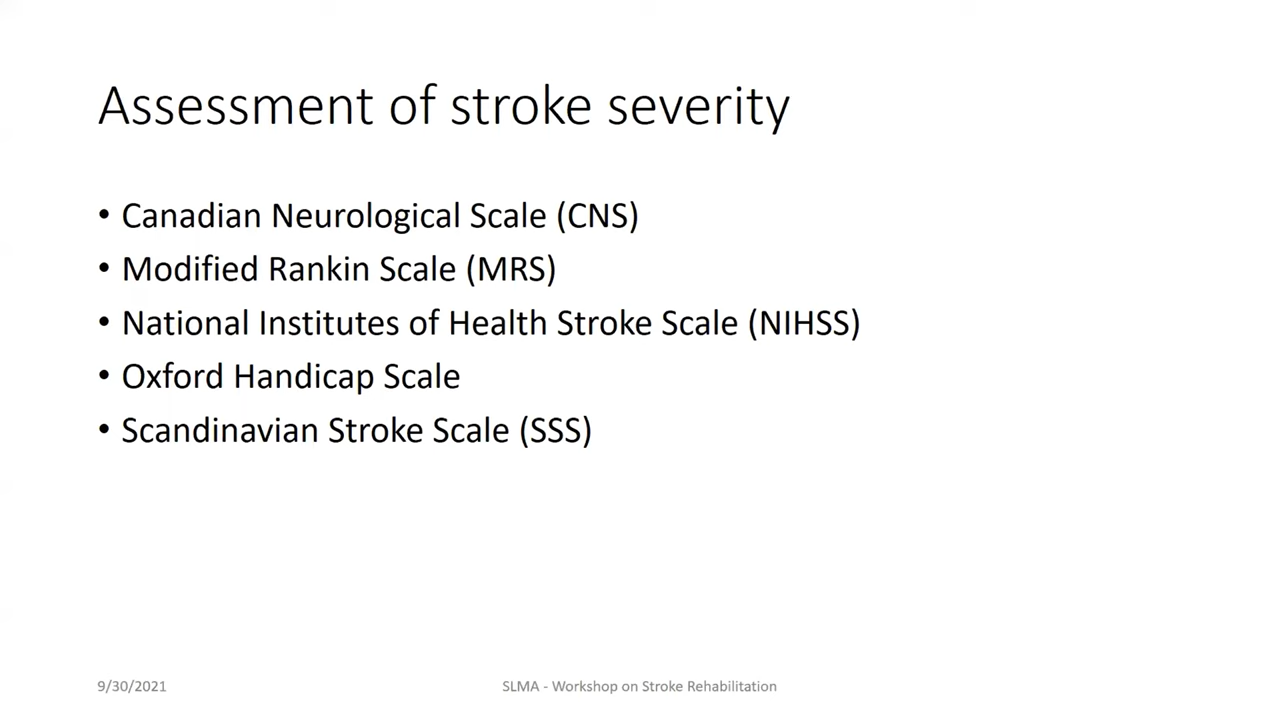 Assessment of stroke severity
• Canadian Neurological Scale (CNS)
• Modified Rankin Scale (MRS)
• National Institutes of Health Stroke Scale (NIHSS)
• Oxford Handicap Scale
• Scandinavian Stroke Scale (SSS)
9/30/2021
SLMA - Workshop on Stroke Rehabilitation